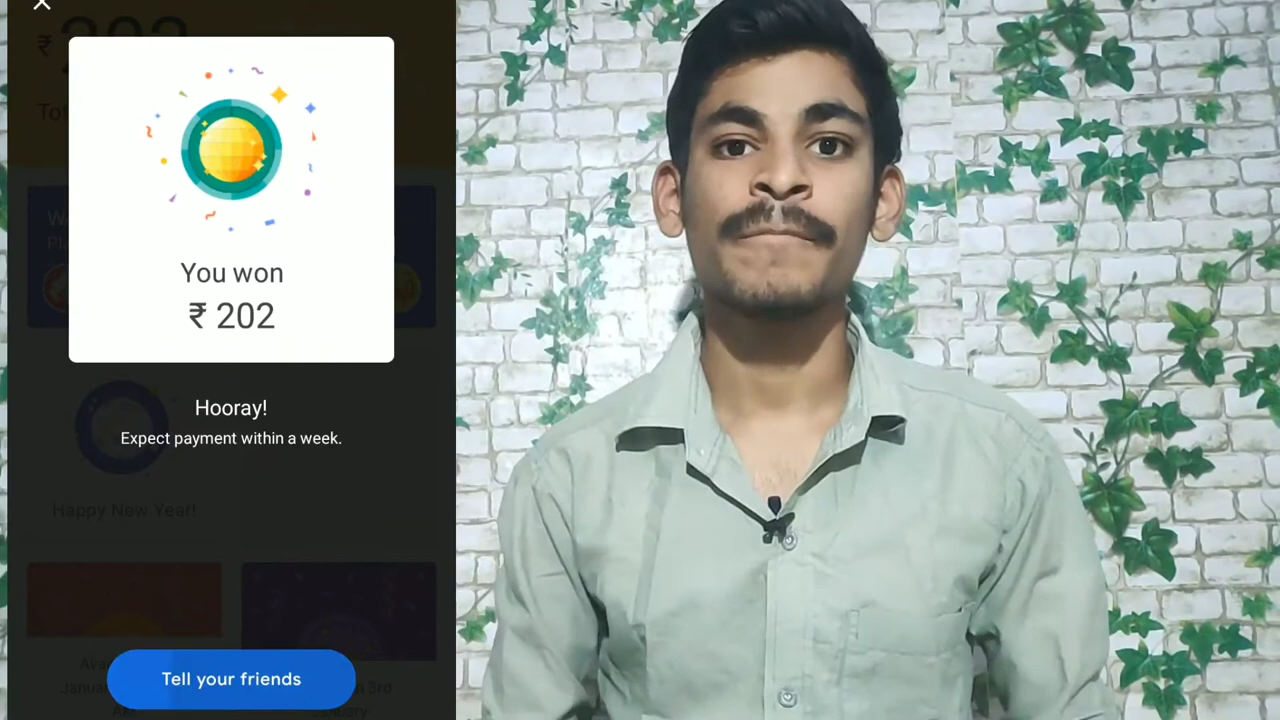 You won
₹ 202
Hooray!
Expect payment within a week.
Happy New Year!
Tell your friends